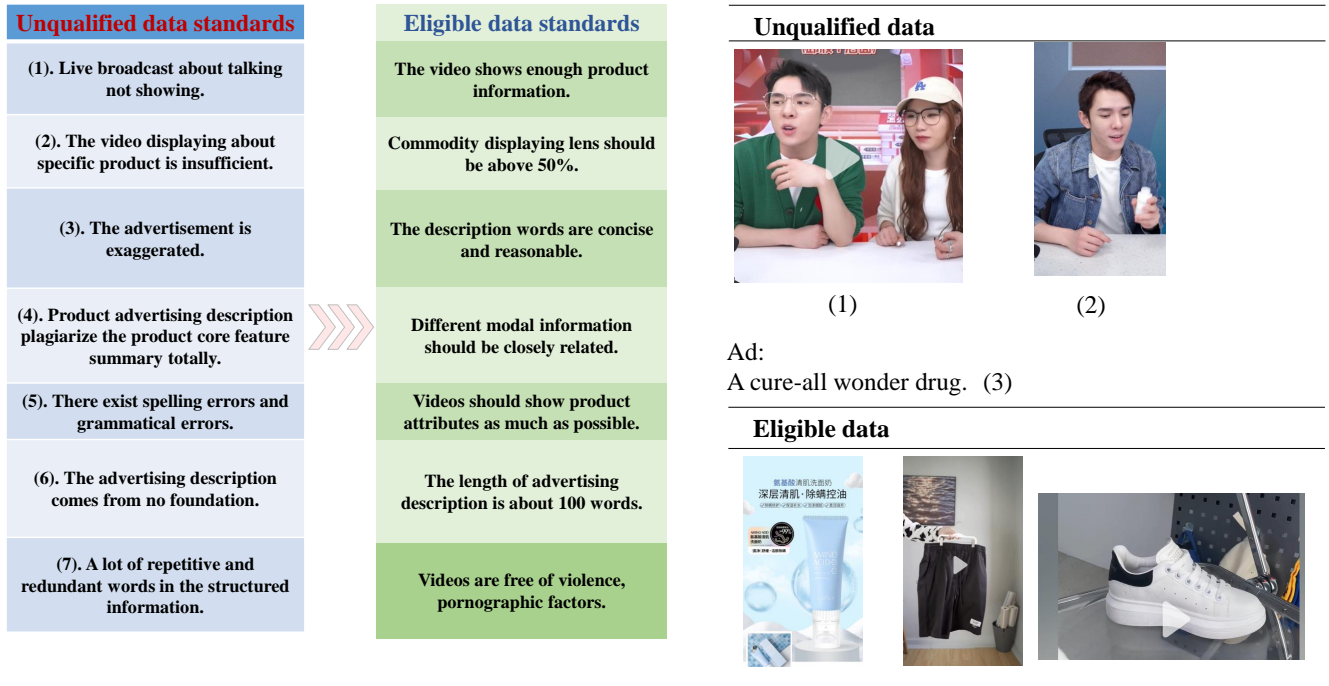 Unqualified data standards
(1). Live broadcast about talking
not showing.
(2). The video displaying about
specific product is insufficient.
(3). The advertisement is
exaggerated.
(4). Product advertising description
plagiarize the product core feature
summary totally.
(5). There exist spelling errors and
grammatical errors.
(6). The advertising description
comes from no foundation.
(7). A lot of repetitive and
redundant words in the structured
information.
Eligible data standards
The video shows enough product
information.
Commodity displaying lens should
be above 50%.
The description words are concise
and reasonable.
Different modal information
should be closely related.
Videos should show product
attributes as much as possible.
The length of advertising
description is about 100 words.
Videos are free of violence,
pornographic factors.
Unqualified data
(1)
(2)
Ad:
A cure-all wonder drug. (3)
Eligible data
氨基酸清肌洗面奶
深层清肌·除螨控油
AMINO
ACID